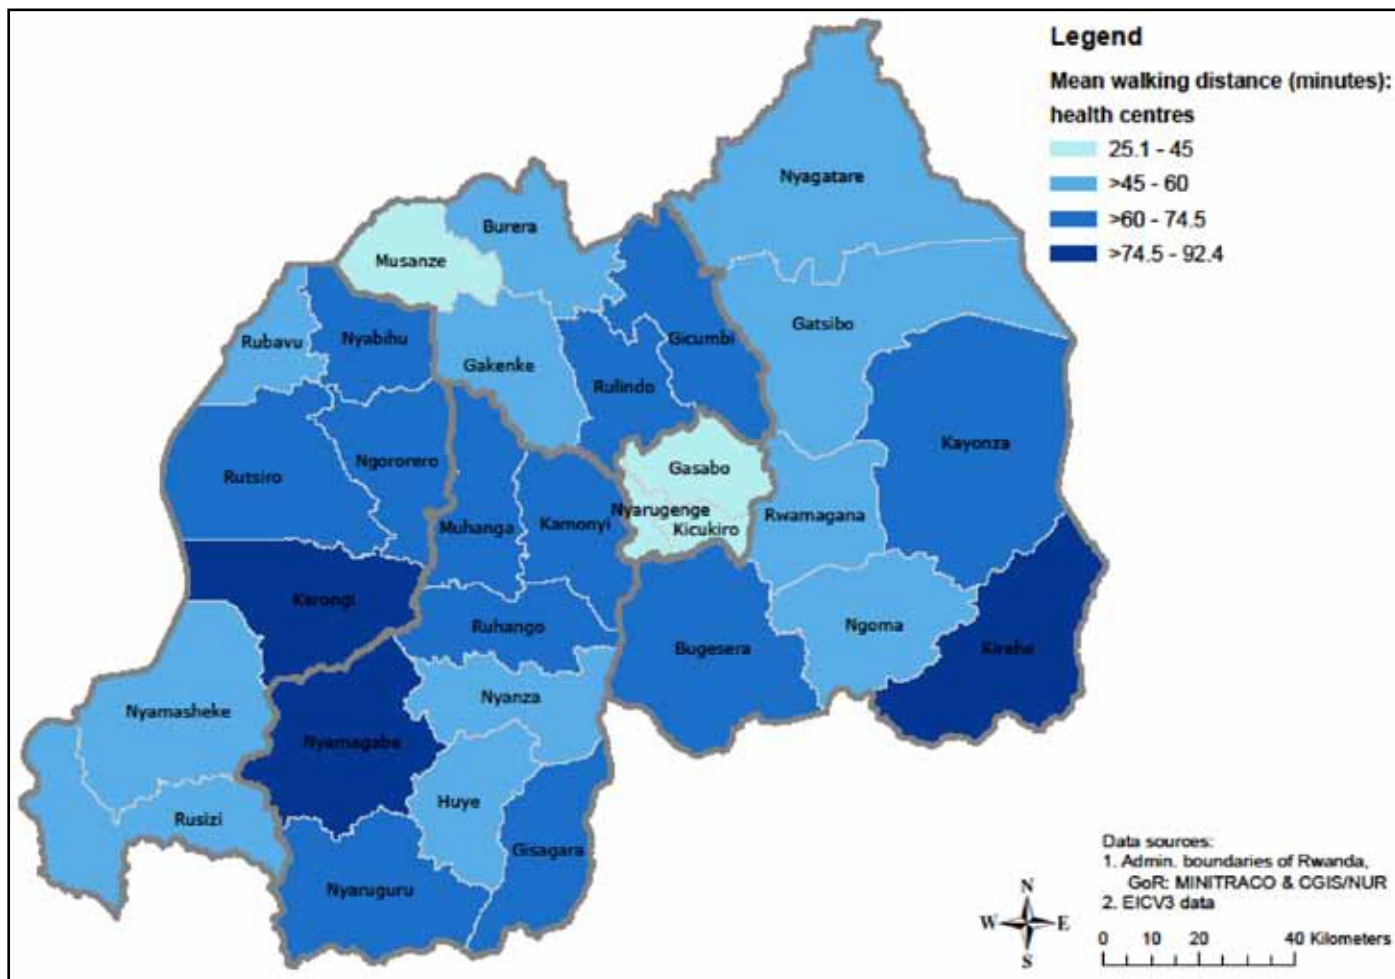 Legend
Mean walking distance (minutes):
health centres
25.1 - 45
>45 - 60
>60 - 74.5
>74.5 - 92.4
Nyagatare
Burera
Musanze
Gatsibo
Rubavu
Nyabihu
Gicumbi
Gakenke
Rulindo
Kayonza
Ngororero
Gasabo
Rutsiro
Nyarugenge
Rwamagana
Muhanga
Kamonyi
Kicukiro
Karongi
Ngoma
Ruhango
Bugesera
Kirehe
Nyanza
Nyamasheke
Nyamagabe
Huye
Rusizi
Gisagara
Nyaruguru
Data sources:
1. Admin. boundaries of Rwanda,
GoR: MINITRACO & CGIS/NUR
2. EICV3 data
N
W E
S
0 10 20 40 Kilometers